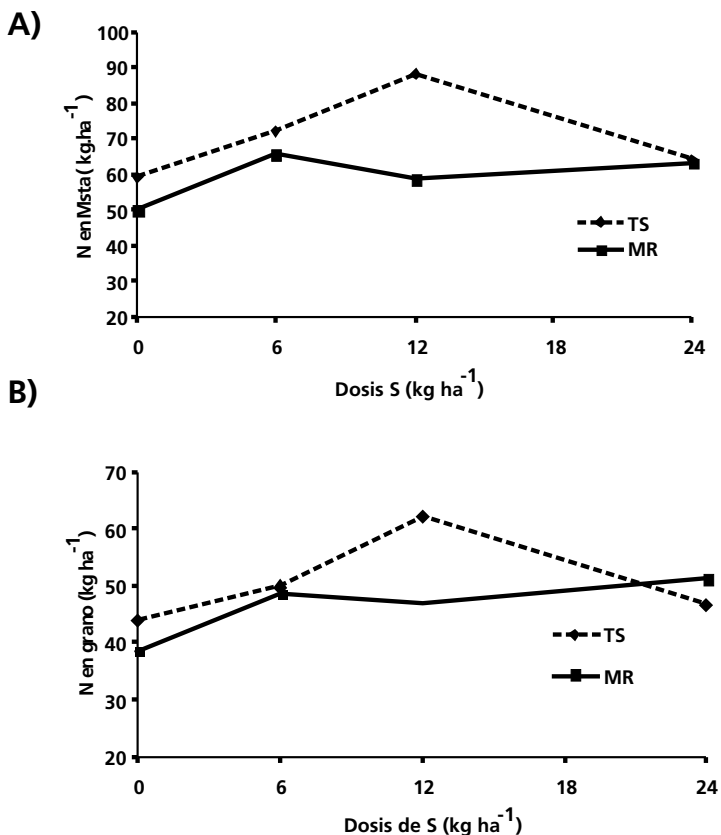 A)
N en Msta ( kg.ha-1)
100
90
80
70
60
50
40
30
20
TS
MR
0 6 12 18 24
Dosis S (kg ha-1)
B)
N en grano (kg ha-1)
70
60
50
40
30
20
TS
MR
0 6 12 18 24
Dosis de S (kg ha-1)